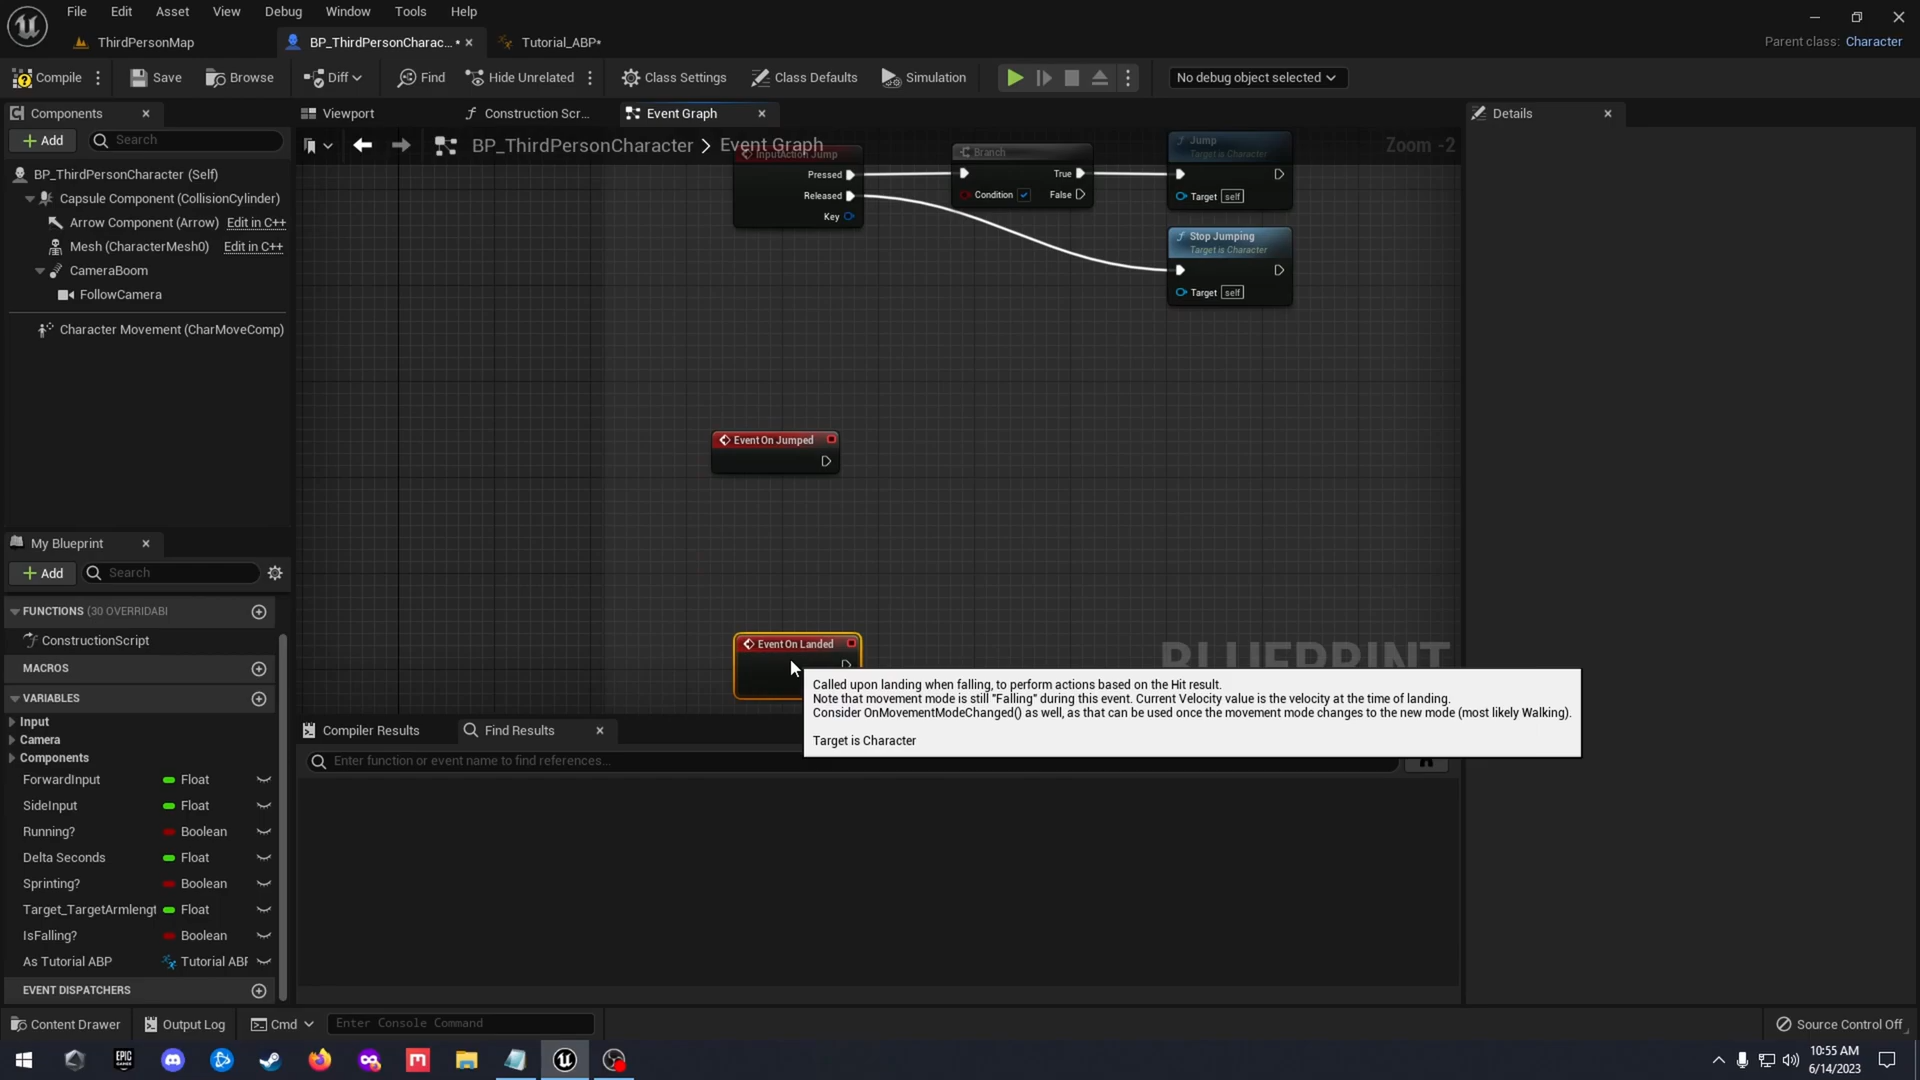 File Edit Asset View Debug Window Tools Help
ThirdPersonMap
BP_ThirdPersonCharac...*
Tutorial_ABP*
Parent class: Character
Compile
Save
Browse
Diff
Find
Hide Unrelated
Class Settings
Class Defaults
Simulation
No debug object selected
Components
Viewport
Construction Scr...
Event Graph
Details
Add
Search
BP_ThirdPersonCharacter > Event Graph
Zoom -2
BP_ThirdPersonCharacter (Self)
Capsule Component (CollisionCylinder)
Arrow Component (Arrow) Edit in C++
Mesh (CharacterMesh0) Edit in C++
CameraBoom
FollowCamera
Character Movement (CharMoveComp)
InputAction Jump
Pressed
Released
Key
Branch
True
Condition
False
Jump
Target is Character
Target self
Stop Jumping
Target is Character
Target self
Event On Jumped
Event On Landed
BLUEPRINT
Called upon landing when falling, to perform actions based on the Hit result.
Note that movement mode is still "Falling" during this event. Current Velocity value is the velocity at the time of landing.
Consider OnMovementModeChanged() as well, as that can be used once the movement mode changes to the new mode (most likely Walking).
Target is Character
My Blueprint
Add
Search
FUNCTIONS (30 OVERRIDABI
ConstructionScript
MACROS
VARIABLES
Input
Camera
Components
ForwardInput Float
SideInput Float
Running? Boolean
Delta Seconds Float
Sprinting? Boolean
Target_TargetArmlengt Float
IsFalling? Boolean
As Tutorial ABP Tutorial ABF
EVENT DISPATCHERS
Compiler Results
Find Results
Enter function or event name to find references...
Content Drawer
Output Log
Cmd
Enter Console Command
Source Control Off
EPIC
GAMES
10:55 AM
6/14/2023